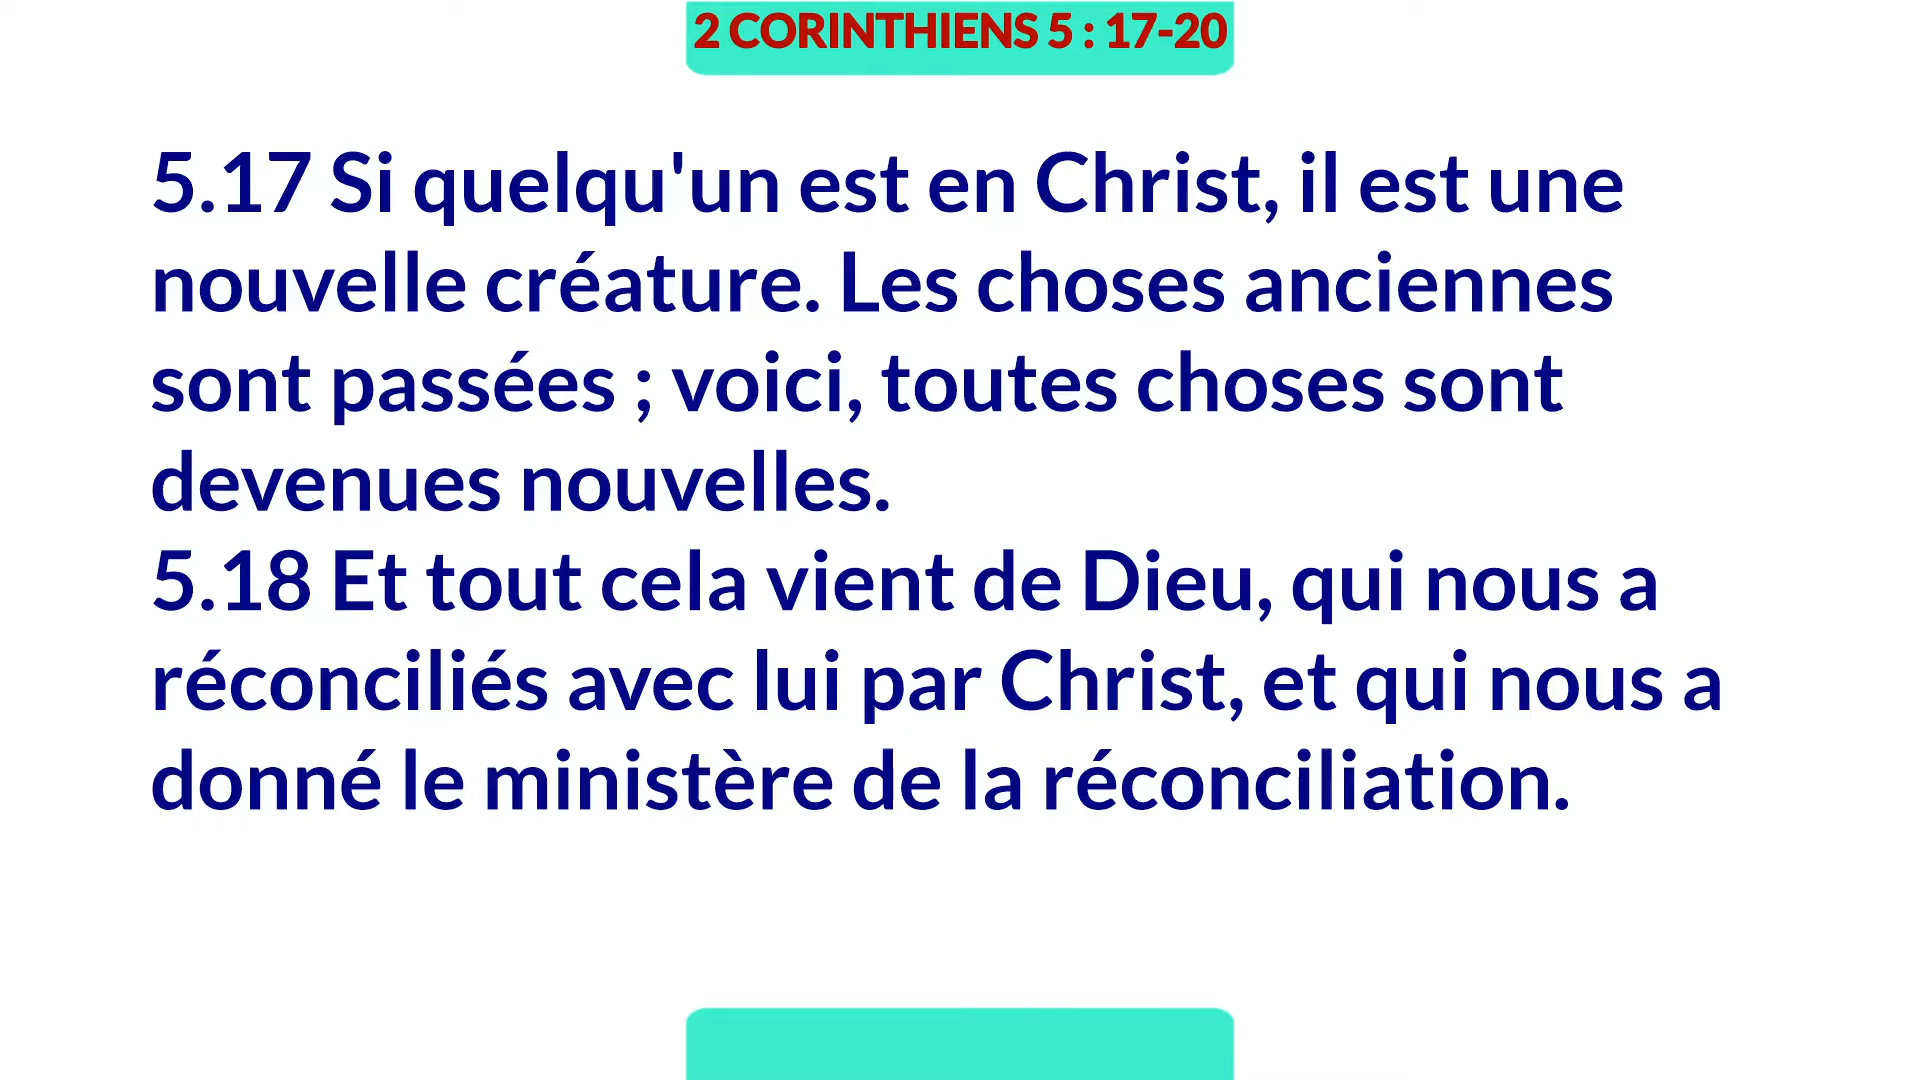 2 CORINTHIENS 5 : 17-20
5.17 Si quelqu'un est en Christ, il est une
nouvelle créature. Les choses anciennes
sont passées ; voici, toutes choses sont
devenues nouvelles.
5.18 Et tout cela vient de Dieu, qui nous a
réconciliés avec lui par Christ, et qui nous a
donné le ministère de la réconciliation.